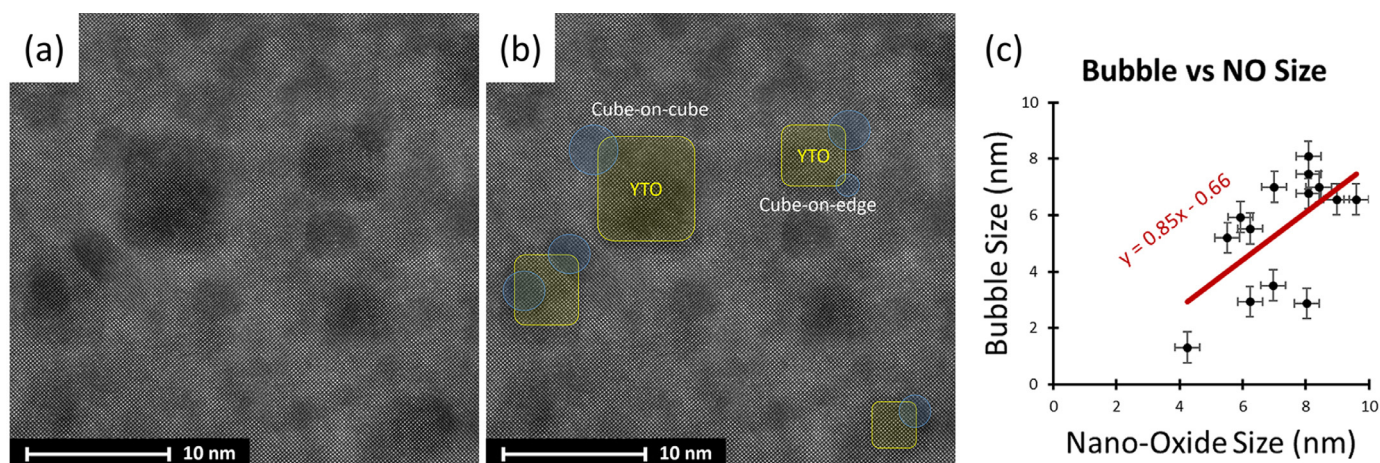 (a)
10 nm
(b)
Cube-on-cube
YTO
YTO
Cube-on-edge
10 nm
(c)
Bubble vs NO Size
Bubble Size (nm)
10
8
6
4
2
0
y = 0.85x - 0.66
0
2
4
6
8
10
Nano-Oxide Size (nm)